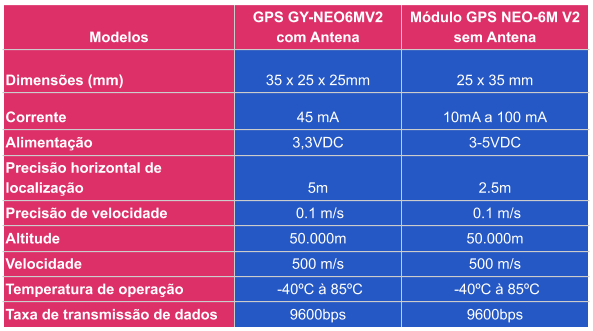 Modelos GPS GY-NEO6MV2 com Antena Módulo GPS NEO-6M V2 sem Antena
Dimensões (mm) 35 x 25 x 25mm 25 x 35 mm
Corrente 45 mA 10mA a 100 mA
Alimentação 3,3VDC 3-5VDC
Precisão horizontal de localização 5m 2.5m
Precisão de velocidade 0.1 m/s 0.1 m/s
Altitude 50.000m 50.000m
Velocidade 500 m/s 500 m/s
Temperatura de operação -40ºC à 85ºC -40ºC à 85ºC
Taxa de transmissão de dados 9600bps 9600bps